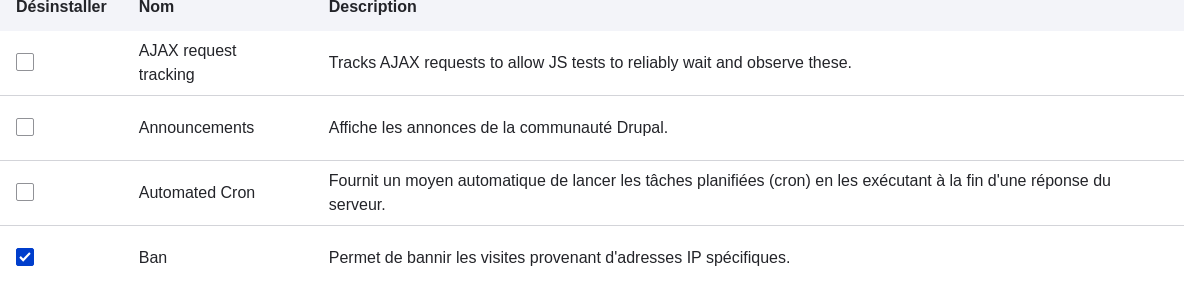 Désinstaller Nom Description
AJAX request
tracking
Tracks AJAX requests to allow JS tests to reliably wait and observe these.
Announcements
Affiche les annonces de la communauté Drupal.
Automated Cron
Fournit un moyen automatique de lancer les tâches planifiées (cron) en les exécutant à la fin d'une réponse du
serveur.
Ban
Permet de bannir les visites provenant d'adresses IP spécifiques.